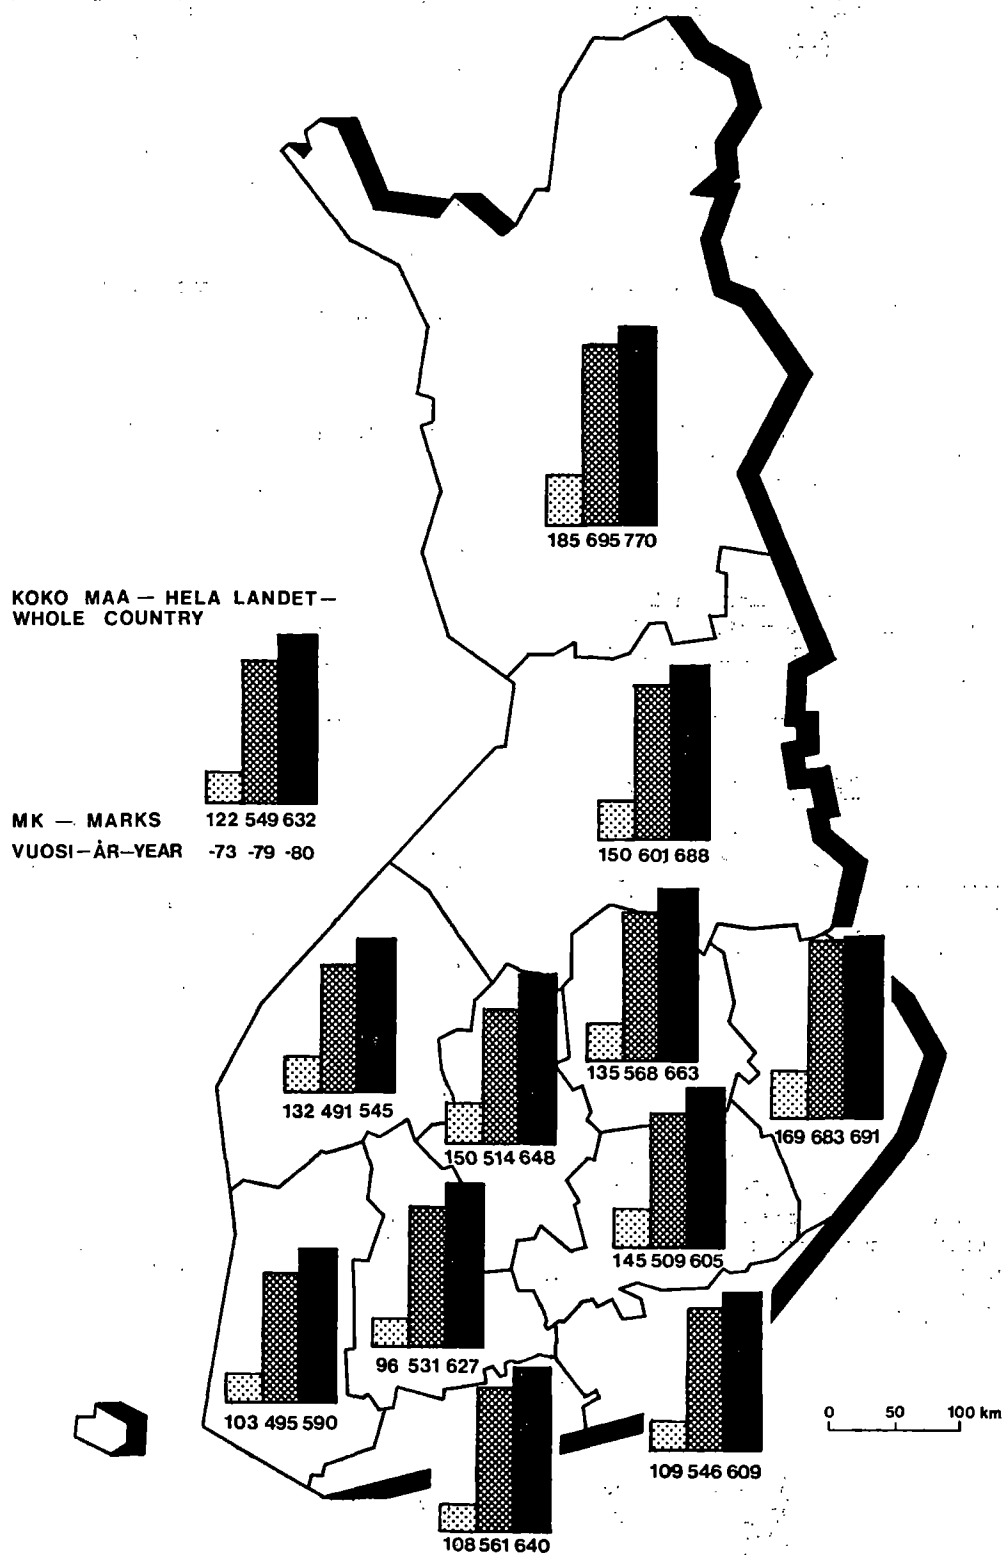 185 695 770
KOKO MAA — HELA LANDET —
WHOLE COUNTRY
MK — MARKS 122 549 632
VUOSI—ÅR—YEAR -73 -79 -80
150 601 688
132 491 545
135 568 663
169 683 691
150 514 648
145 509 605
96 531 627
103 495 590
109 546 609
108 561 640
0 50 100 km